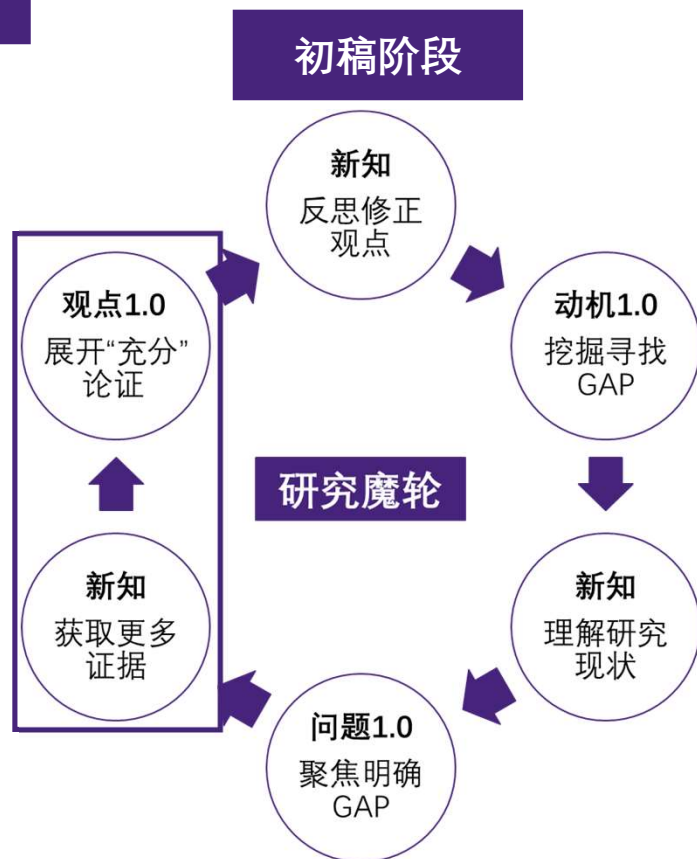 初稿阶段
新知
反思修正
观点
动机1.0
挖掘寻找
GAP
新知
理解研究
现状
问题1.0
聚焦明确
GAP
新知
获取更多
证据
观点1.0
展开“充分”
论证
研究魔轮